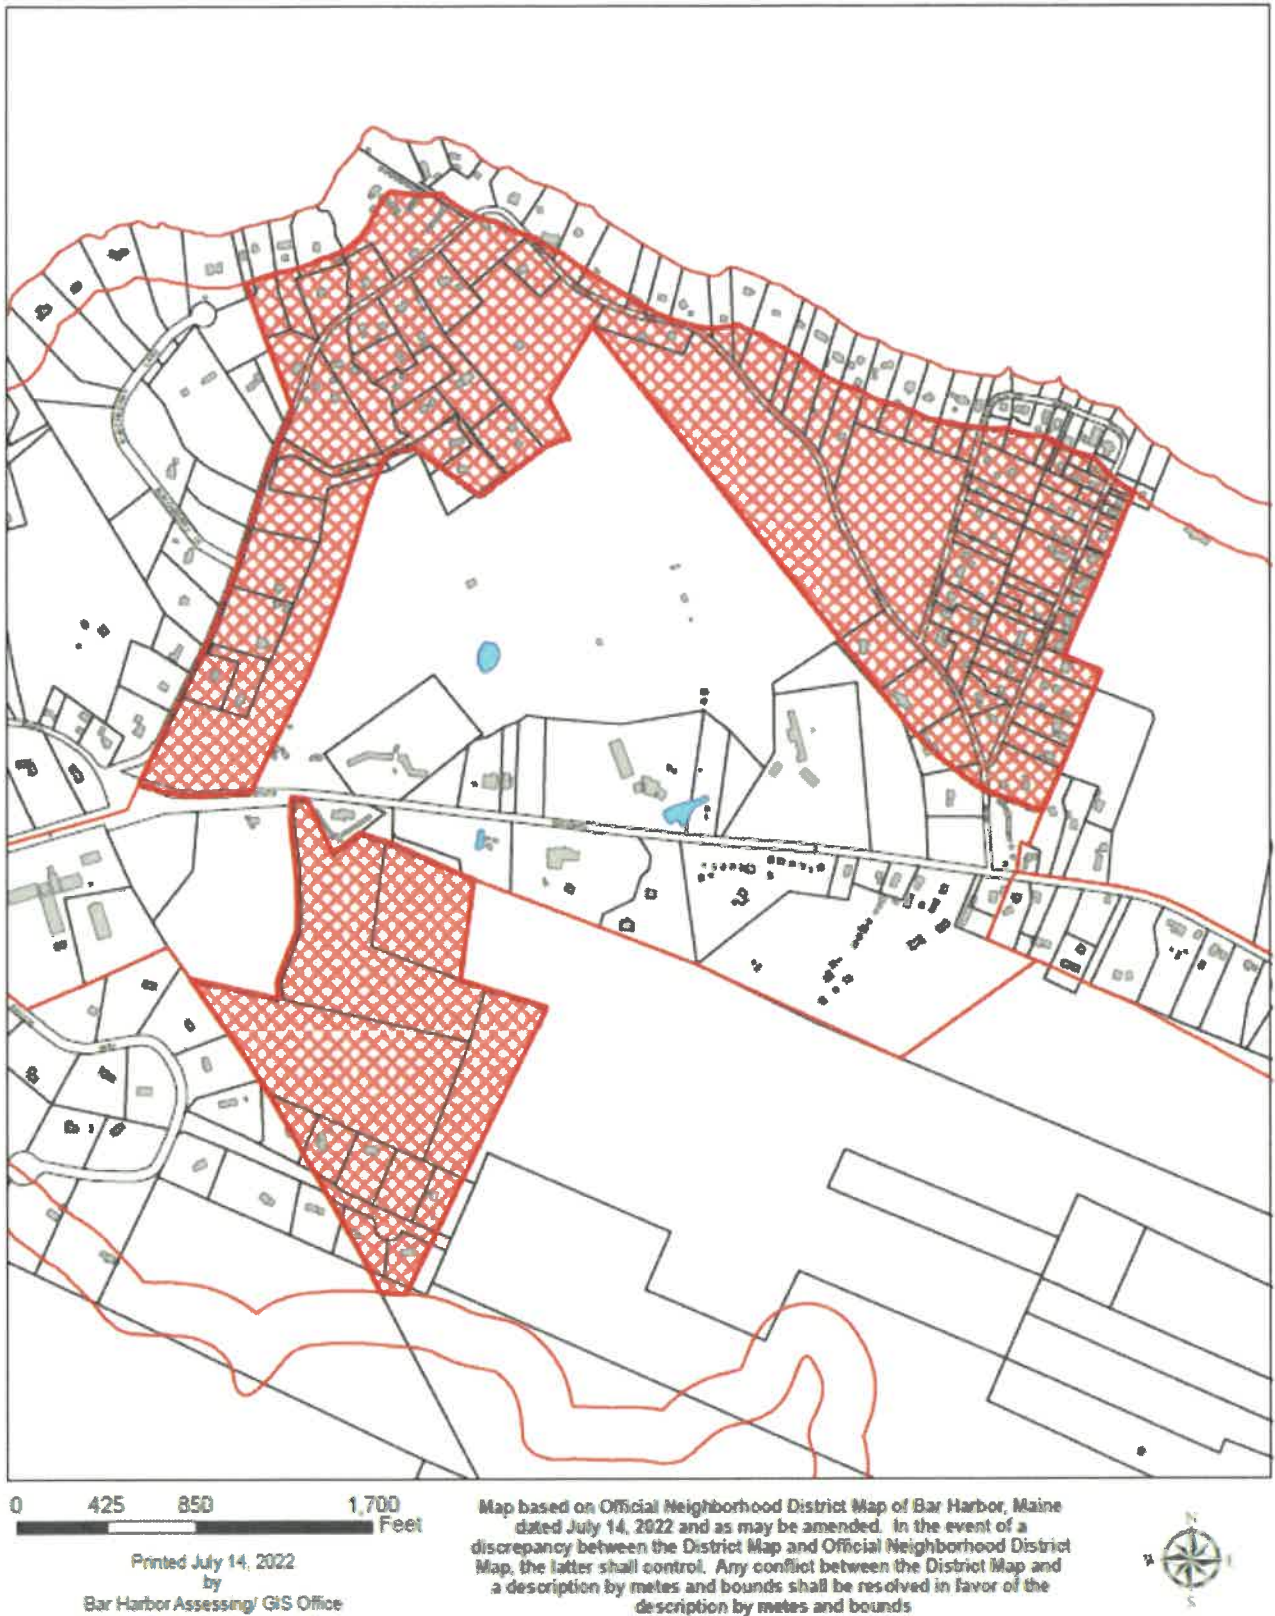 0 425 850 1,700
Feet
Printed July 14, 2022
by
Bar Harbor Assessing/ GIS Office
Map based on Official Neighborhood District Map of Bar Harbor, Maine
dated July 14, 2022 and as may be amended. In the event of a
discrepancy between the District Map and Official Neighborhood District
Map, the latter shall control. Any conflict between the District Map and
a description by metes and bounds shall be resolved in favor of the
description by metes and bounds
N
S